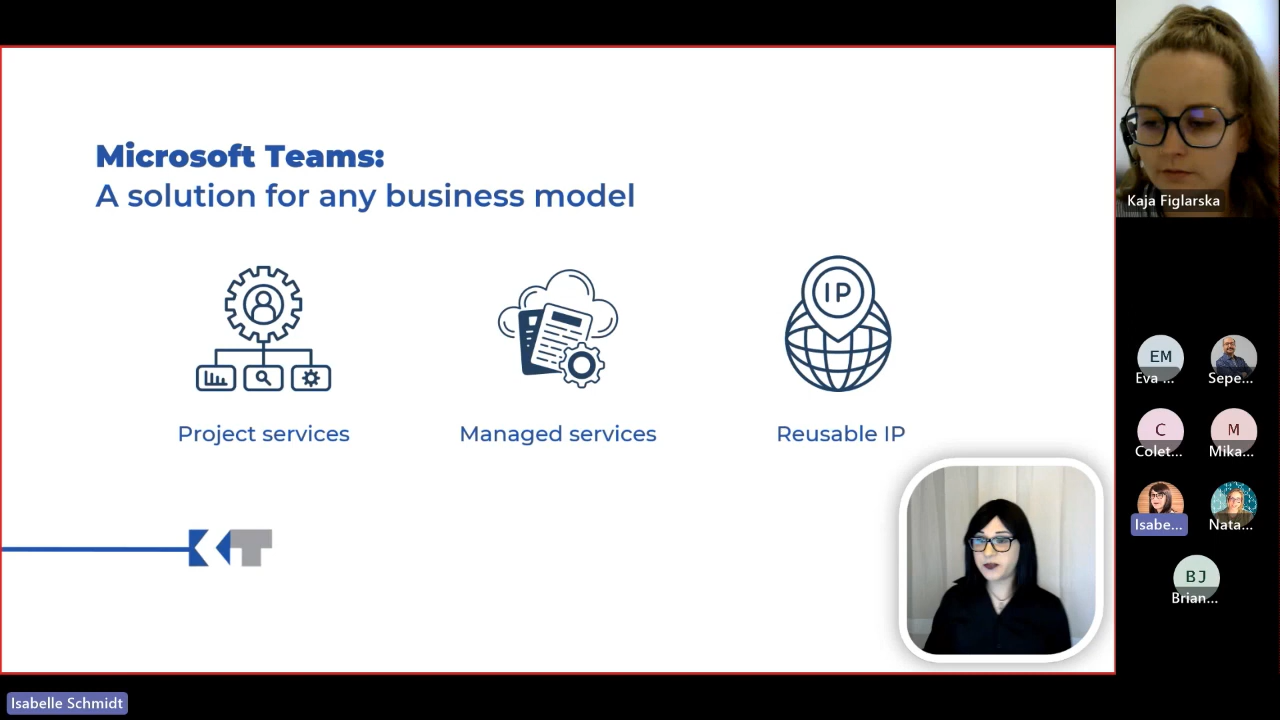 Microsoft Teams:
A solution for any business model
IP
Project services
Managed services
Reusable IP
KT
Isabelle Schmidt
Kaja Figlarska
EM
Eva ...
Sepe...
C
Colet...
M
Mika...
Isabe...
Nata...
BJ
Brian...